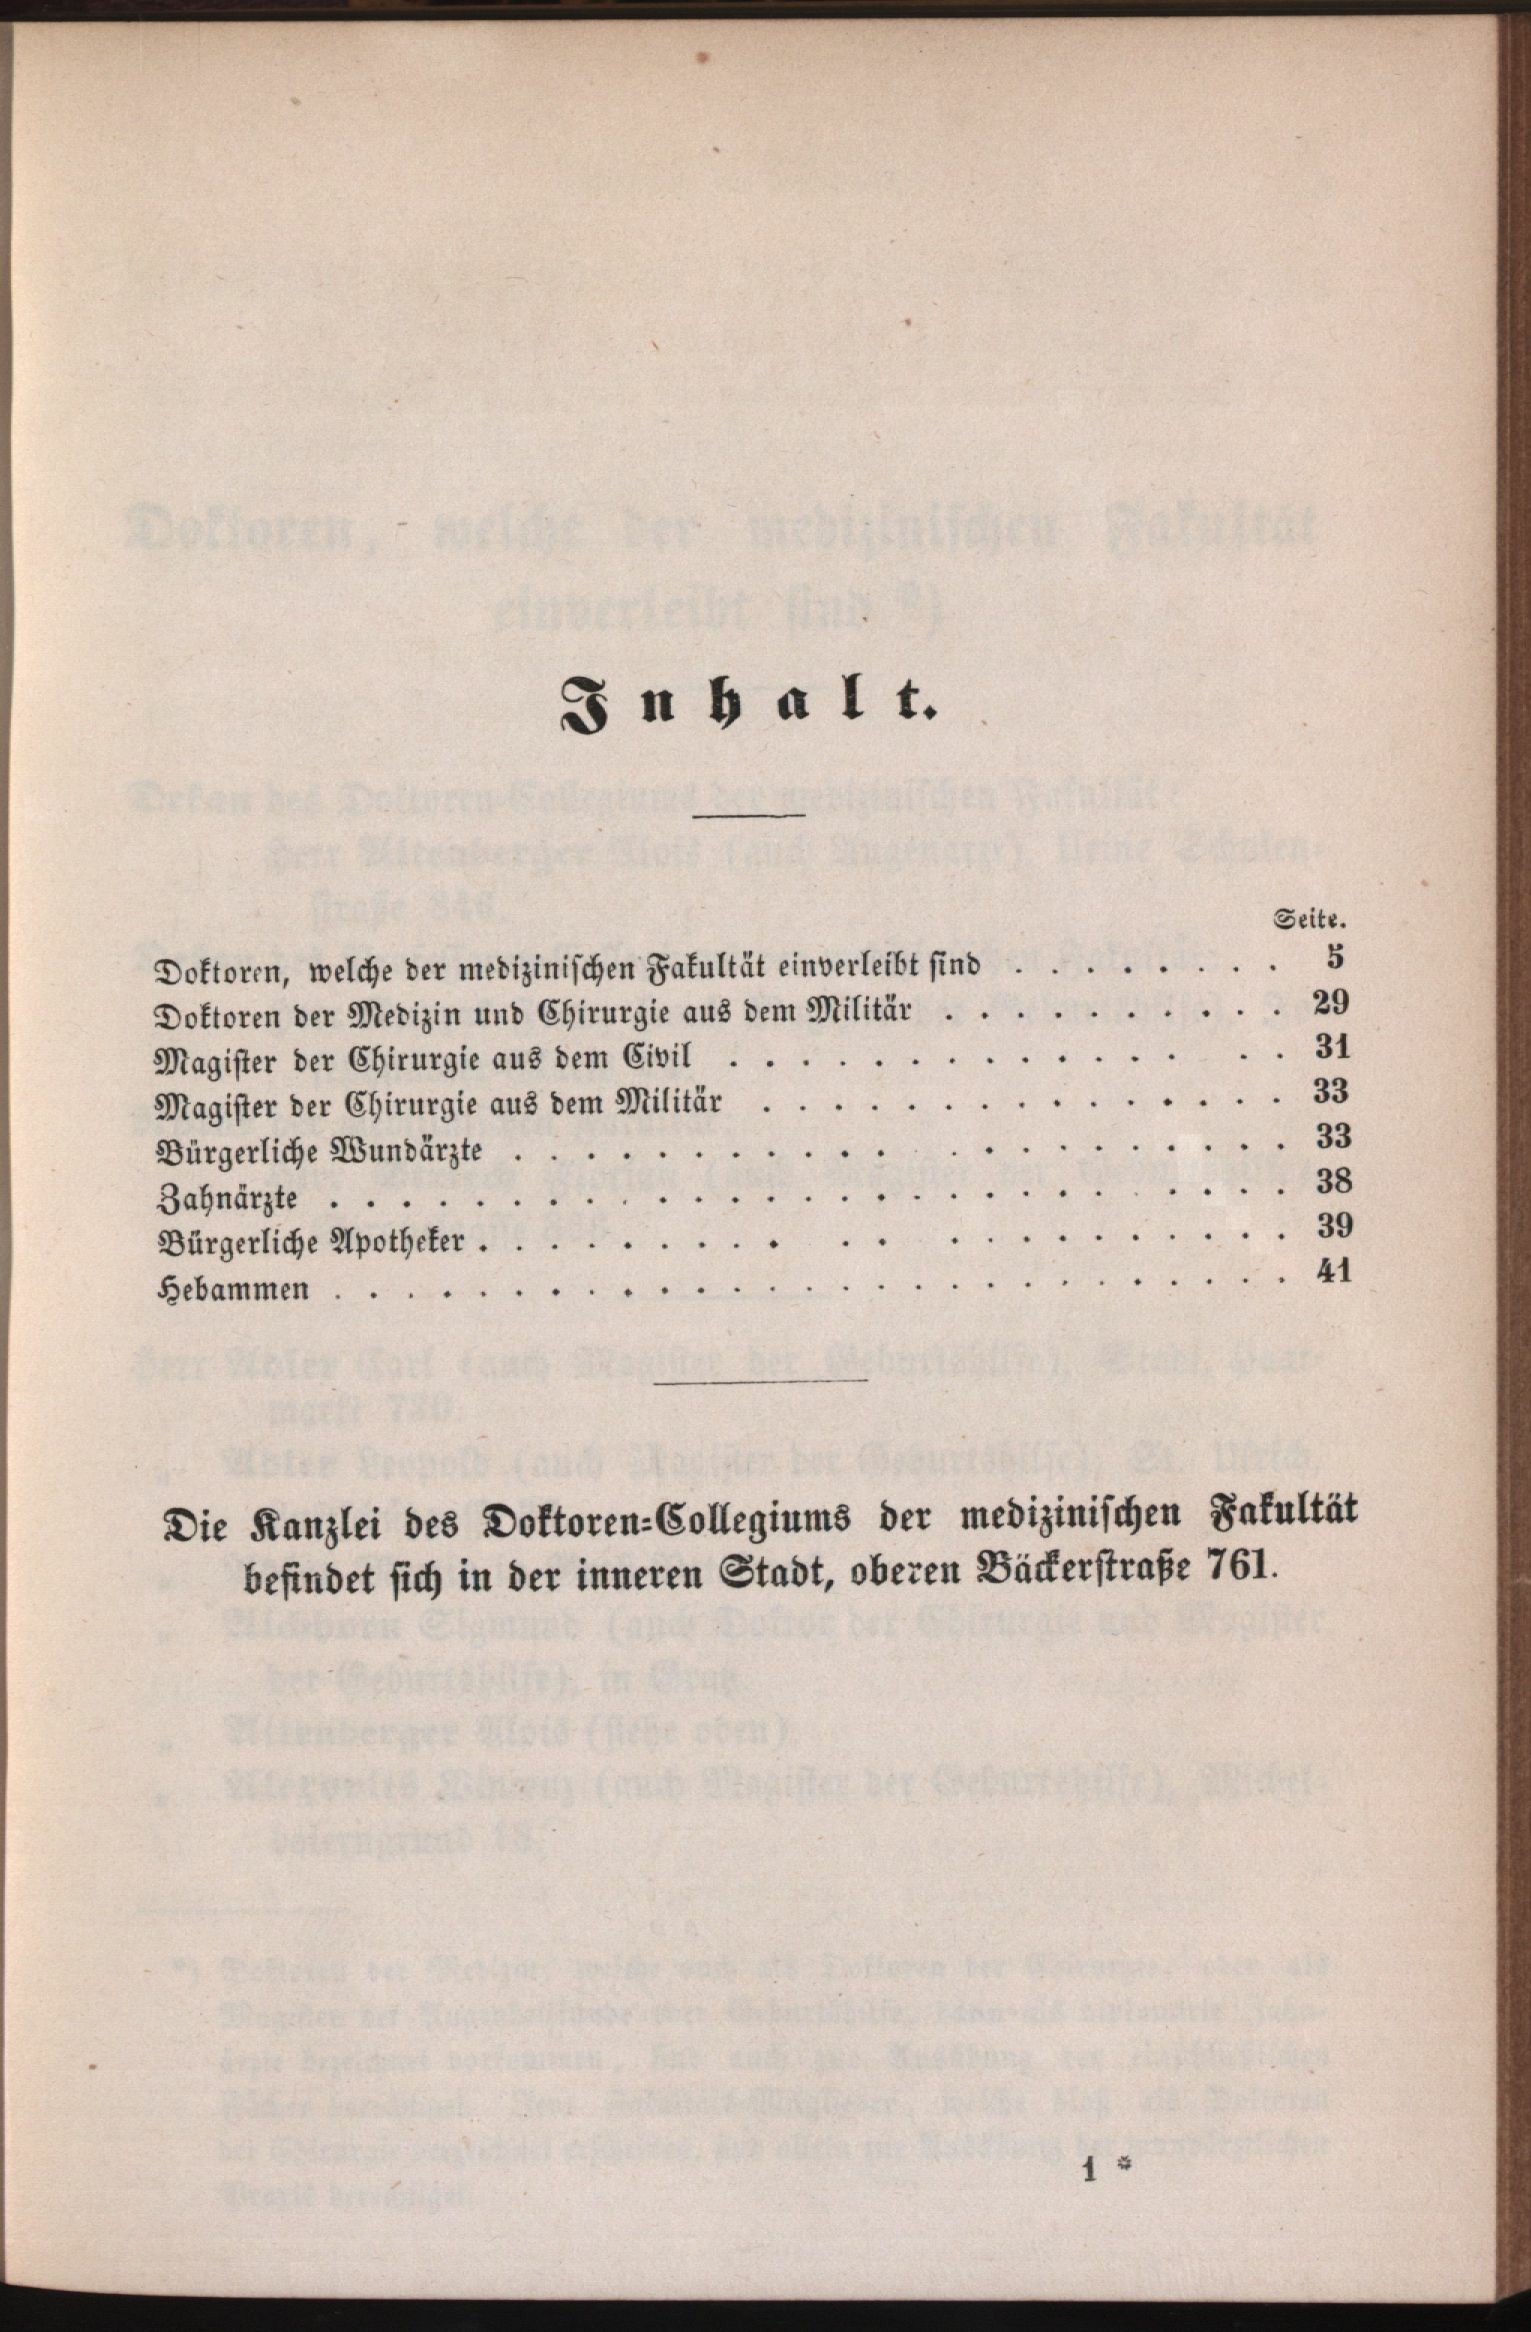 Inhalt.
Seite.
Doktoren, welche der medizinischen Fakultät einverleibt sind . . . . . . . . 5
Doktoren der Medizin und Chirurgie aus dem Militär . . . . . . . . . . 29
Magister der Chirurgie aus dem Civil . . . . . . . . . . . . . . . 31
Magister der Chirurgie aus dem Militär . . . . . . . . . . . . . . . 33
Bürgerliche Wundärzte . . . . . . . . . . . . . . . . . . . . . 33
Zahnärzte . . . . . . . . . . . . . . . . . . . . . . . . . . . 38
Bürgerliche Apotheker . . . . . . . . . . . . . . . . . . . . . 39
Hebammen . . . . . . . . . . . . . . . . . . . . . . . . . . . 41
Die Kanzlei des Doktoren-Collegiums der medizinischen Fakultät
befindet sich in der inneren Stadt, oberen Bäckerstraße 761.
1 *